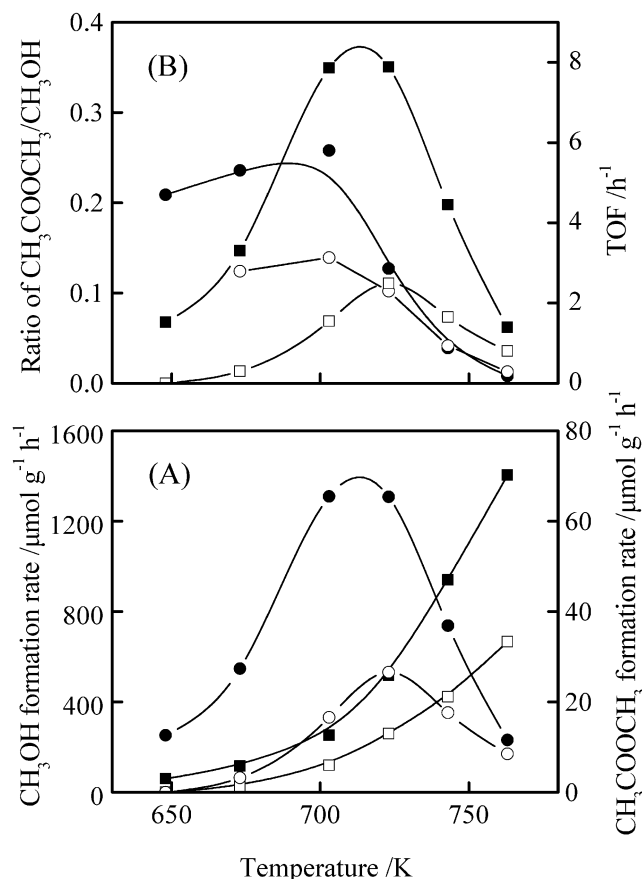 0.4
0.3
0.2
0.1
0.0
(B)
8
6
4
2
0
Ratio of CH3COOCH3/CH3OH
TOF /h-1
1600
1200
800
400
0
(A)
80
60
40
20
0
CH3OH formation rate /μmol g-1 h-1
CH3COOCH3 formation rate /μmol g-1 h-1
650 700 750
Temperature /K